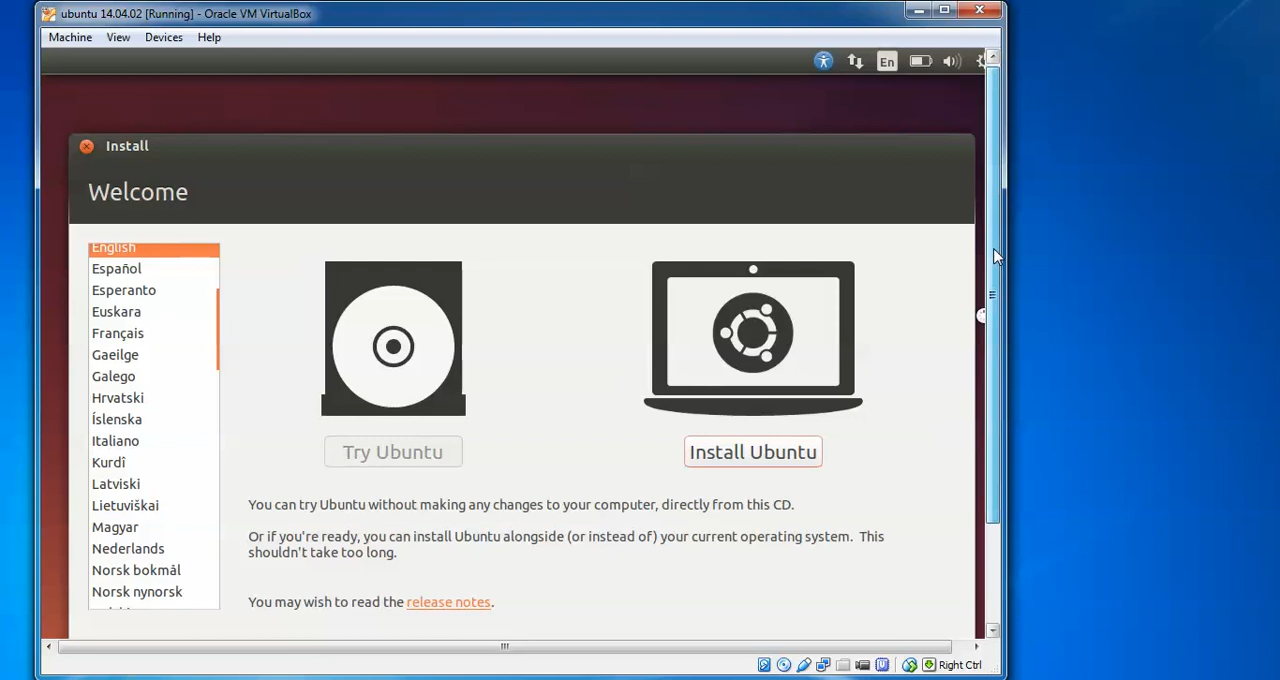 ubuntu 14.04.02 [Running] - Oracle VM VirtualBox
Machine View Devices Help
En
Install
Welcome
English
Español
Esperanto
Euskara
Français
Gaeilge
Galego
Hrvatski
Íslenska
Italiano
Kurdî
Latviski
Lietuviškai
Magyar
Nederlands
Norsk bokmål
Norsk nynorsk
Try Ubuntu
Install Ubuntu
You can try Ubuntu without making any changes to your computer, directly from this CD.
Or if you're ready, you can install Ubuntu alongside (or instead of) your current operating system. This
shouldn't take too long.
You may wish to read the release notes.
Right Ctrl